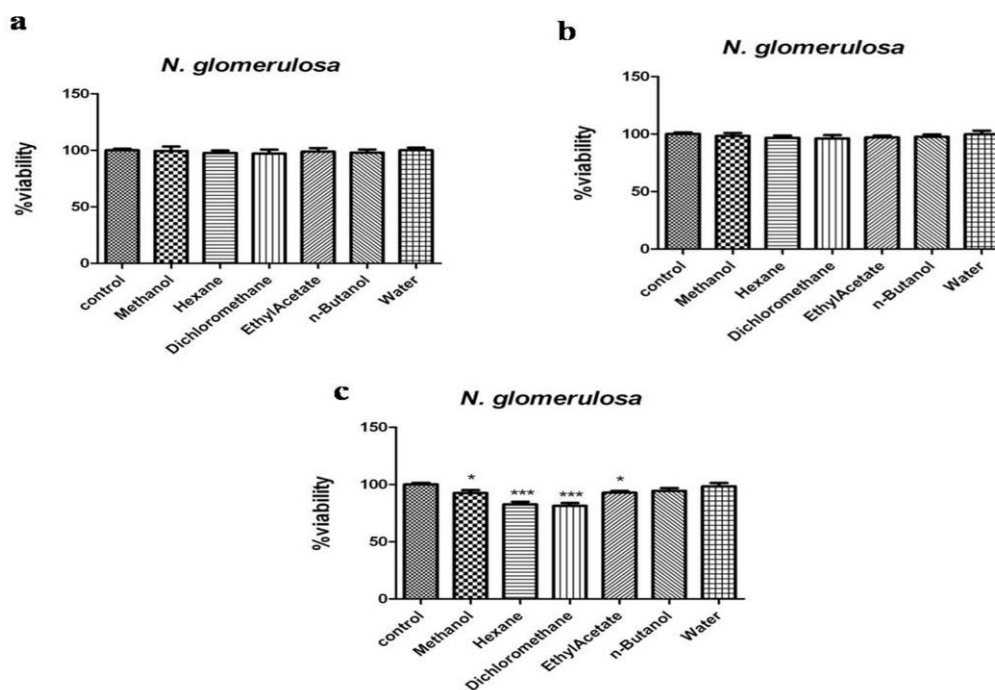 a
N. glomerulosa
150
100
50
0
%viability
control
Methanol
Hexane
Dichloromethane
EthylAcetate
n-Butanol
Water
b
N. glomerulosa
150
100
50
0
%viability
control
Methanol
Hexane
Dichloromethane
EthylAcetate
n-Butanol
Water
c
N. glomerulosa
150
100
50
0
%viability
*
***
***
*
control
Methanol
Hexane
Dichloromethane
EthylAcetate
n-Butanol
Water